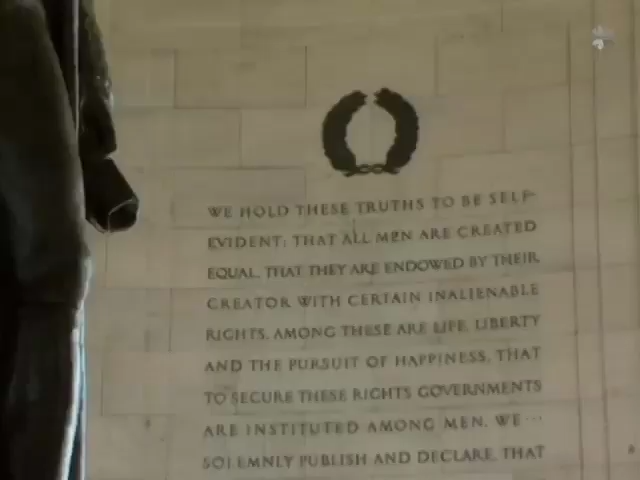 WE HOLD THESE TRUTHS TO BE SELF-
EVIDENT: THAT ALL MEN ARE CREATED
EQUAL, THAT THEY ARE ENDOWED BY THEIR
CREATOR WITH CERTAIN INALIENABLE
RIGHTS, AMONG THESE ARE LIFE, LIBERTY
AND THE PURSUIT OF HAPPINESS, THAT
TO SECURE THESE RIGHTS GOVERNMENTS
ARE INSTITUTED AMONG MEN. WE···
SOLEMNLY PUBLISH AND DECLARE, THAT